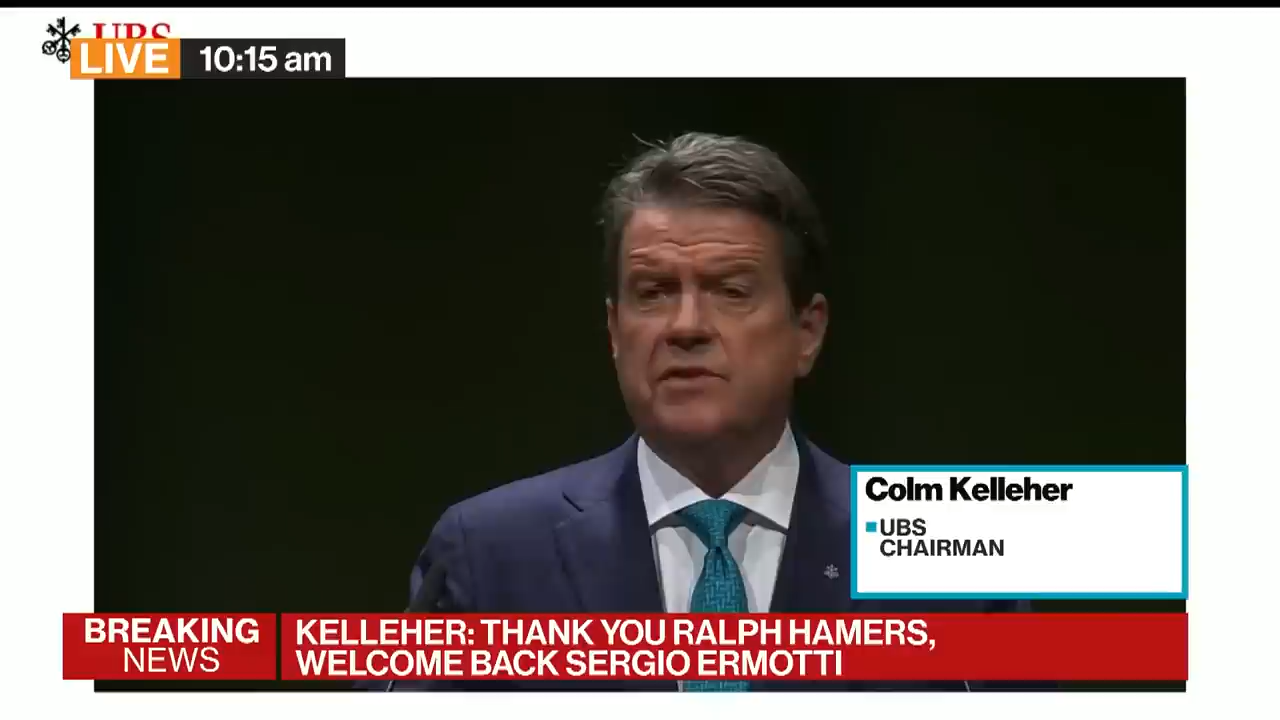 UBS
LIVE 10:15 am
Colm Kelleher
UBS
CHAIRMAN
BREAKING
NEWS
KELLEHER: THANK YOU RALPH HAMERS,
WELCOME BACK SERGIO ERMOTTI